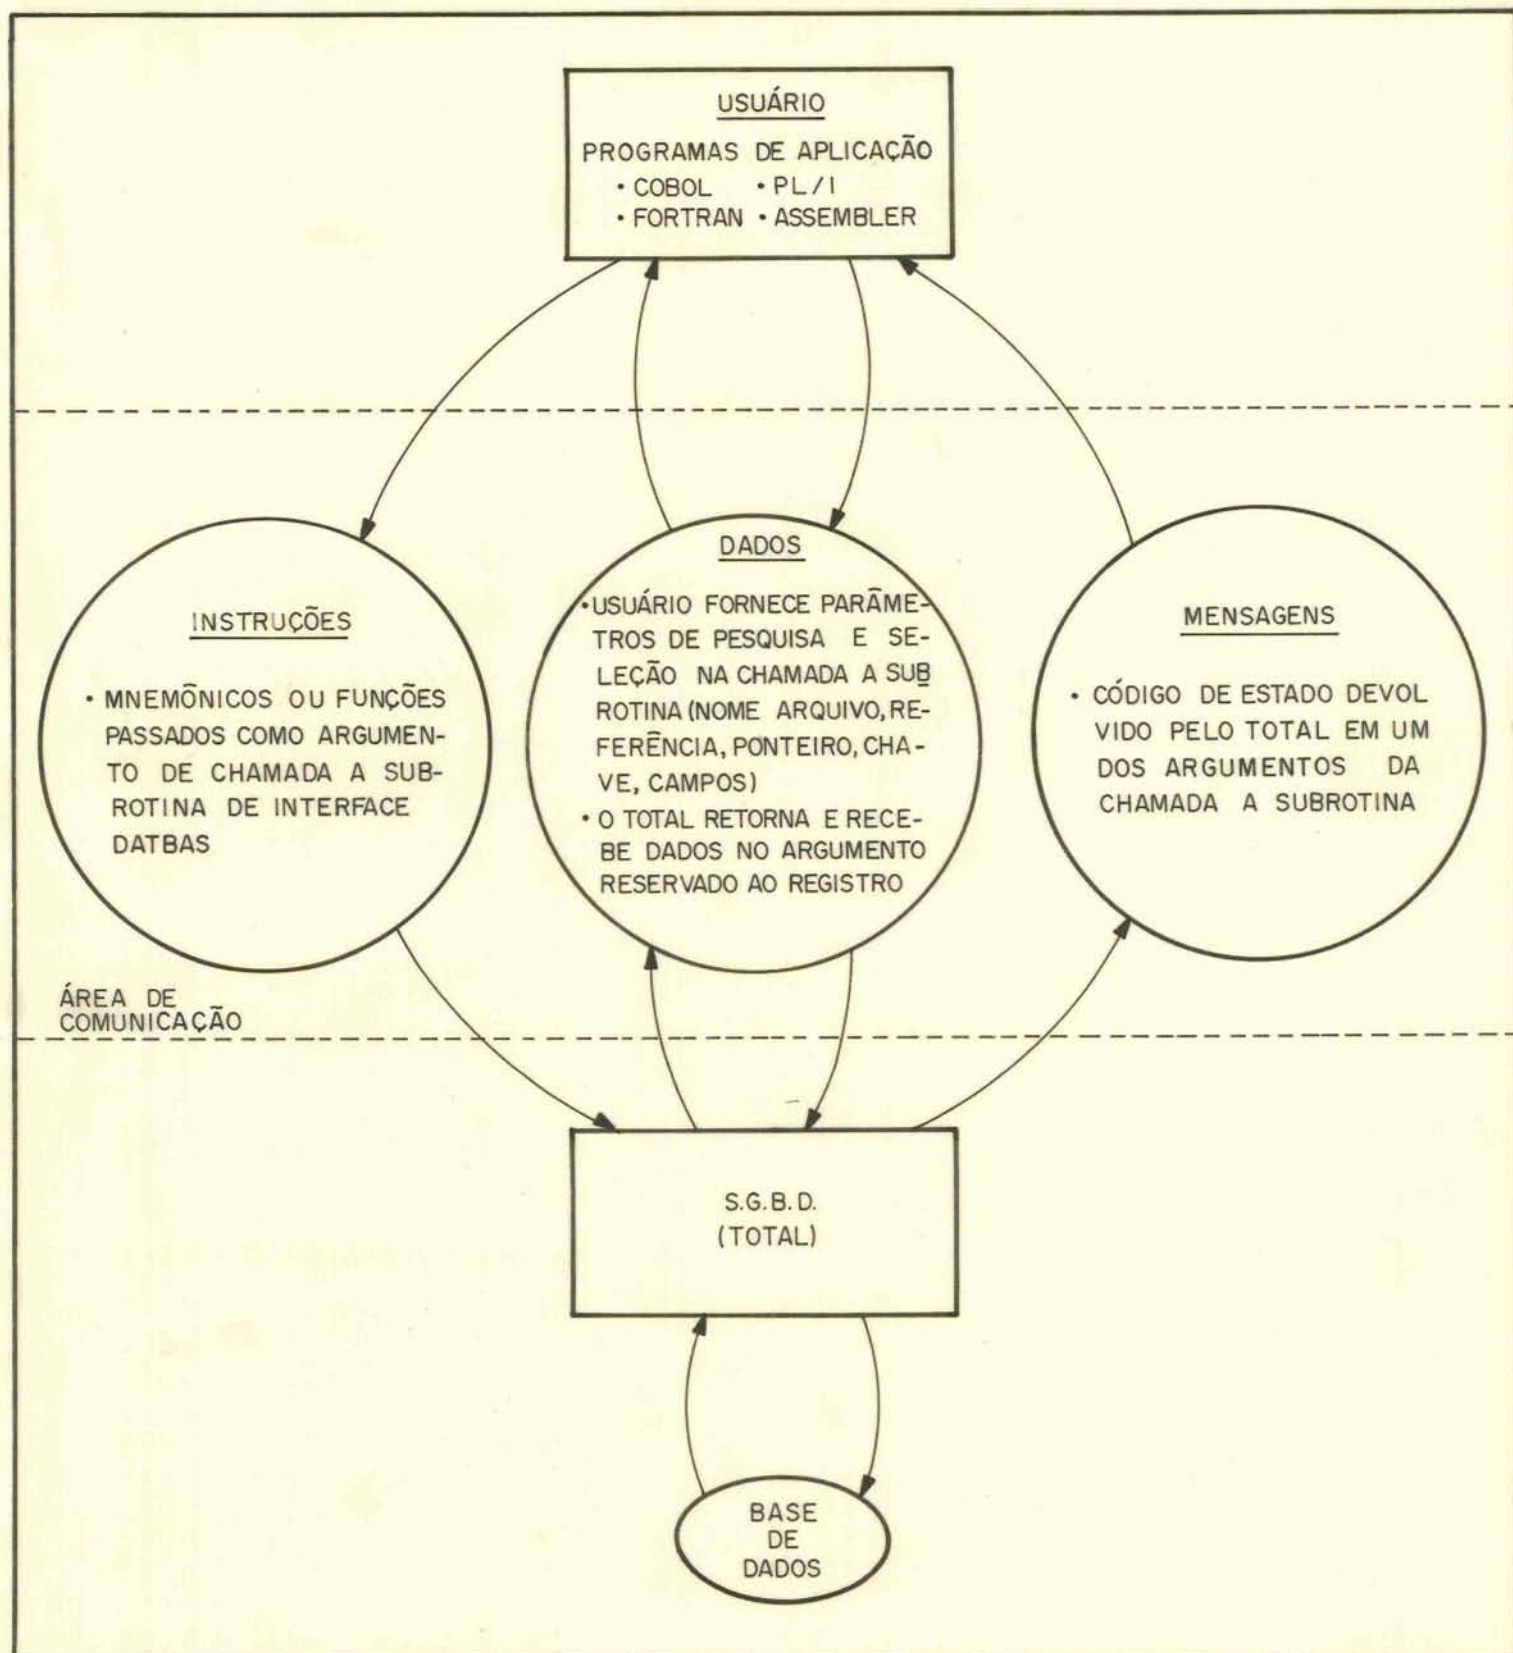 USUÁRIO
PROGRAMAS DE APLICAÇÃO
• COBOL • PL/I
• FORTRAN • ASSEMBLER
INSTRUÇÕES
• MNEMÔNICOS OU FUNÇÕES
PASSADOS COMO ARGUMEN-
TO DE CHAMADA A SUB-
ROTINA DE INTERFACE
DATBAS
DADOS
• USUÁRIO FORNECE PARÂME-
TROS DE PESQUISA E SE-
LEÇÃO NA CHAMADA A SUB
ROTINA (NOME ARQUIVO, RE-
FERÊNCIA, PONTEIRO, CHA-
VE, CAMPOS)
• O TOTAL RETORNA E RECE-
BE DADOS NO ARGUMENTO
RESERVADO AO REGISTRO
MENSAGENS
• CÓDIGO DE ESTADO DEVOL
VIDO PELO TOTAL EM UM
DOS ARGUMENTOS DA
CHAMADA A SUBROTINA
ÁREA DE
COMUNICAÇÃO
S.G.B.D.
(TOTAL)
BASE
DE
DADOS